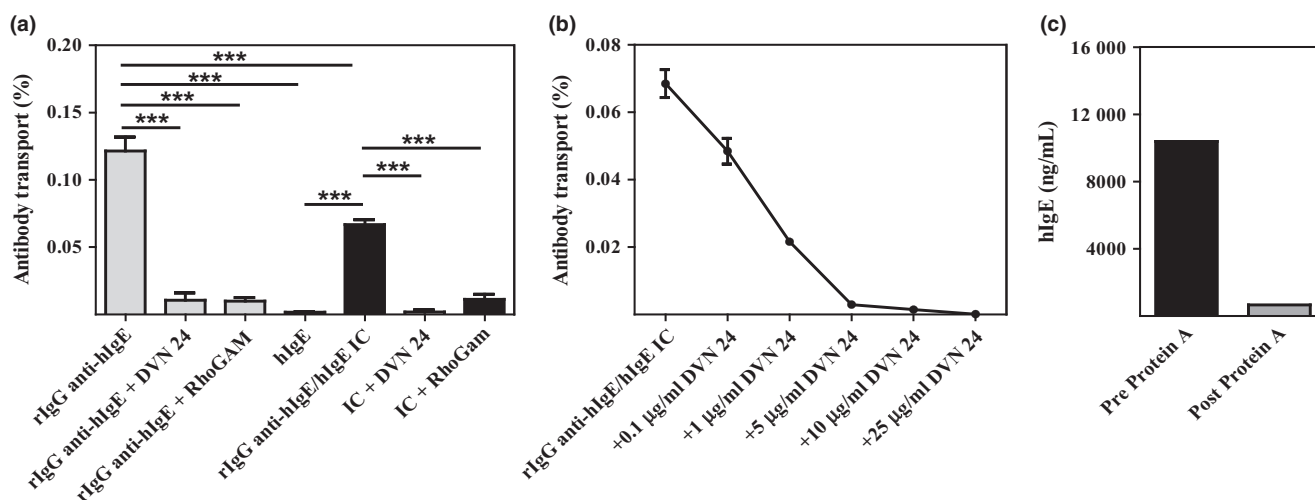 (a)
0.20
0.15
0.10
0.05
Antibody transport (%)
***
***
***
***
***
***
***
rIgG anti-hIgE
rIgG anti-hIgE + DVN 24
rIgG anti-hIgE + RhoGAM
hIgE
rIgG anti-hIgE/hIgE IC
IC + DVN 24
IC + RhoGam
(b)
0.08
0.06
0.04
0.02
Antibody transport (%)
rIgG anti-hIgE/hIgE IC
+0.1 µg/ml DVN 24
+1 µg/ml DVN 24
+5 µg/ml DVN 24
+10 µg/ml DVN 24
+25 µg/ml DVN 24
(c)
16 000
12 000
8000
4000
hIgE (ng/mL)
Pre Protein A
Post Protein A